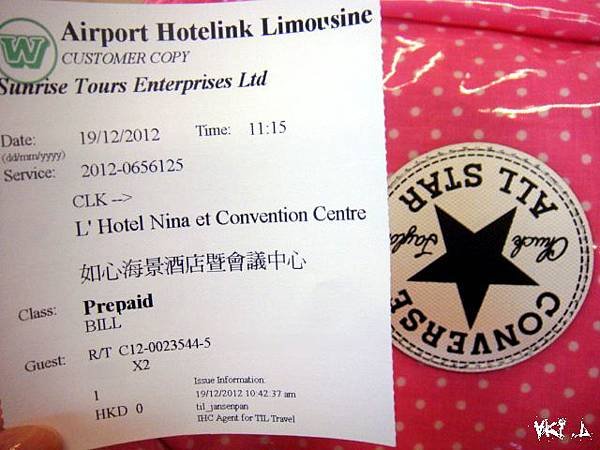 W
Airport Hotelink Limousine
CUSTOMER COPY
Sunrise Tours Enterprises Ltd
Date: 19/12/2012 Time: 11:15
(dd/mm/yyyy)
Service: 2012-0656125
CLK -->
L' Hotel Nina et Convention Centre
如心海景酒店暨會議中心
Class: Prepaid
BILL
Guest: R/T C12-0023544-5
X2
1
HKD 0
Issue Information:
19/12/2012 10:42:37 am
til_jansenpan
IHC Agent for TIL Travel
CONVERSE
ALL STAR
Chuck Taylor